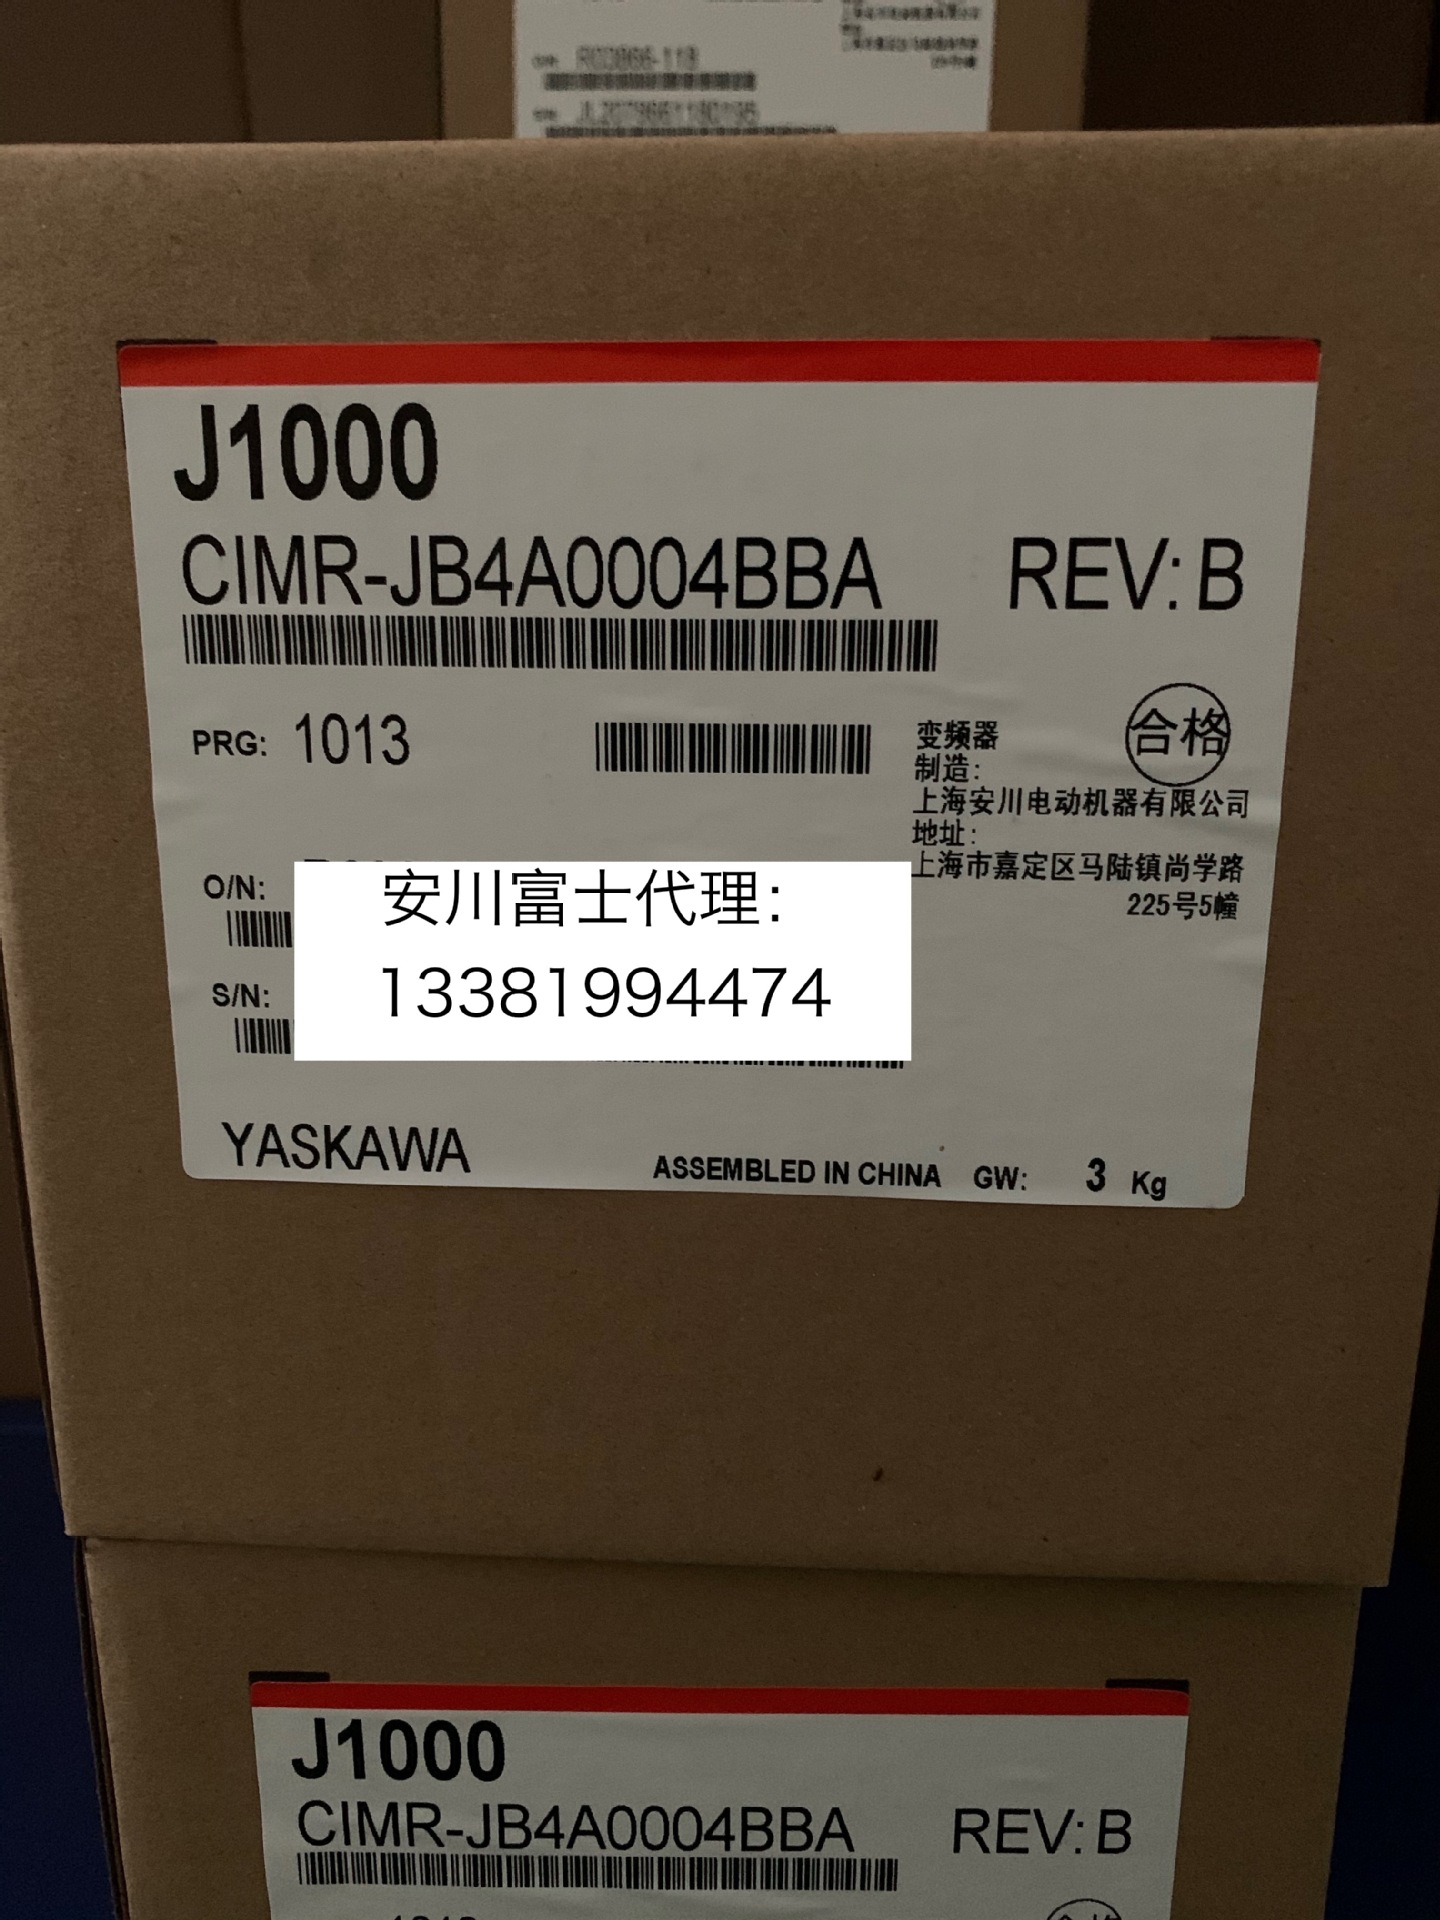 RC0866-118
J1000
CIMR-JB4A0004BBA REV: B
PRG: 1013
合格
变频器
制造:
上海安川电动机器有限公司
地址:
上海市嘉定区马陆镇尚学路
225号5幢
O/N:
安川富士代理:
S/N:
13381994474
YASKAWA ASSEMBLED IN CHINA GW: 3 Kg
J1000
CIMR-JB4A0004BBA REV: B